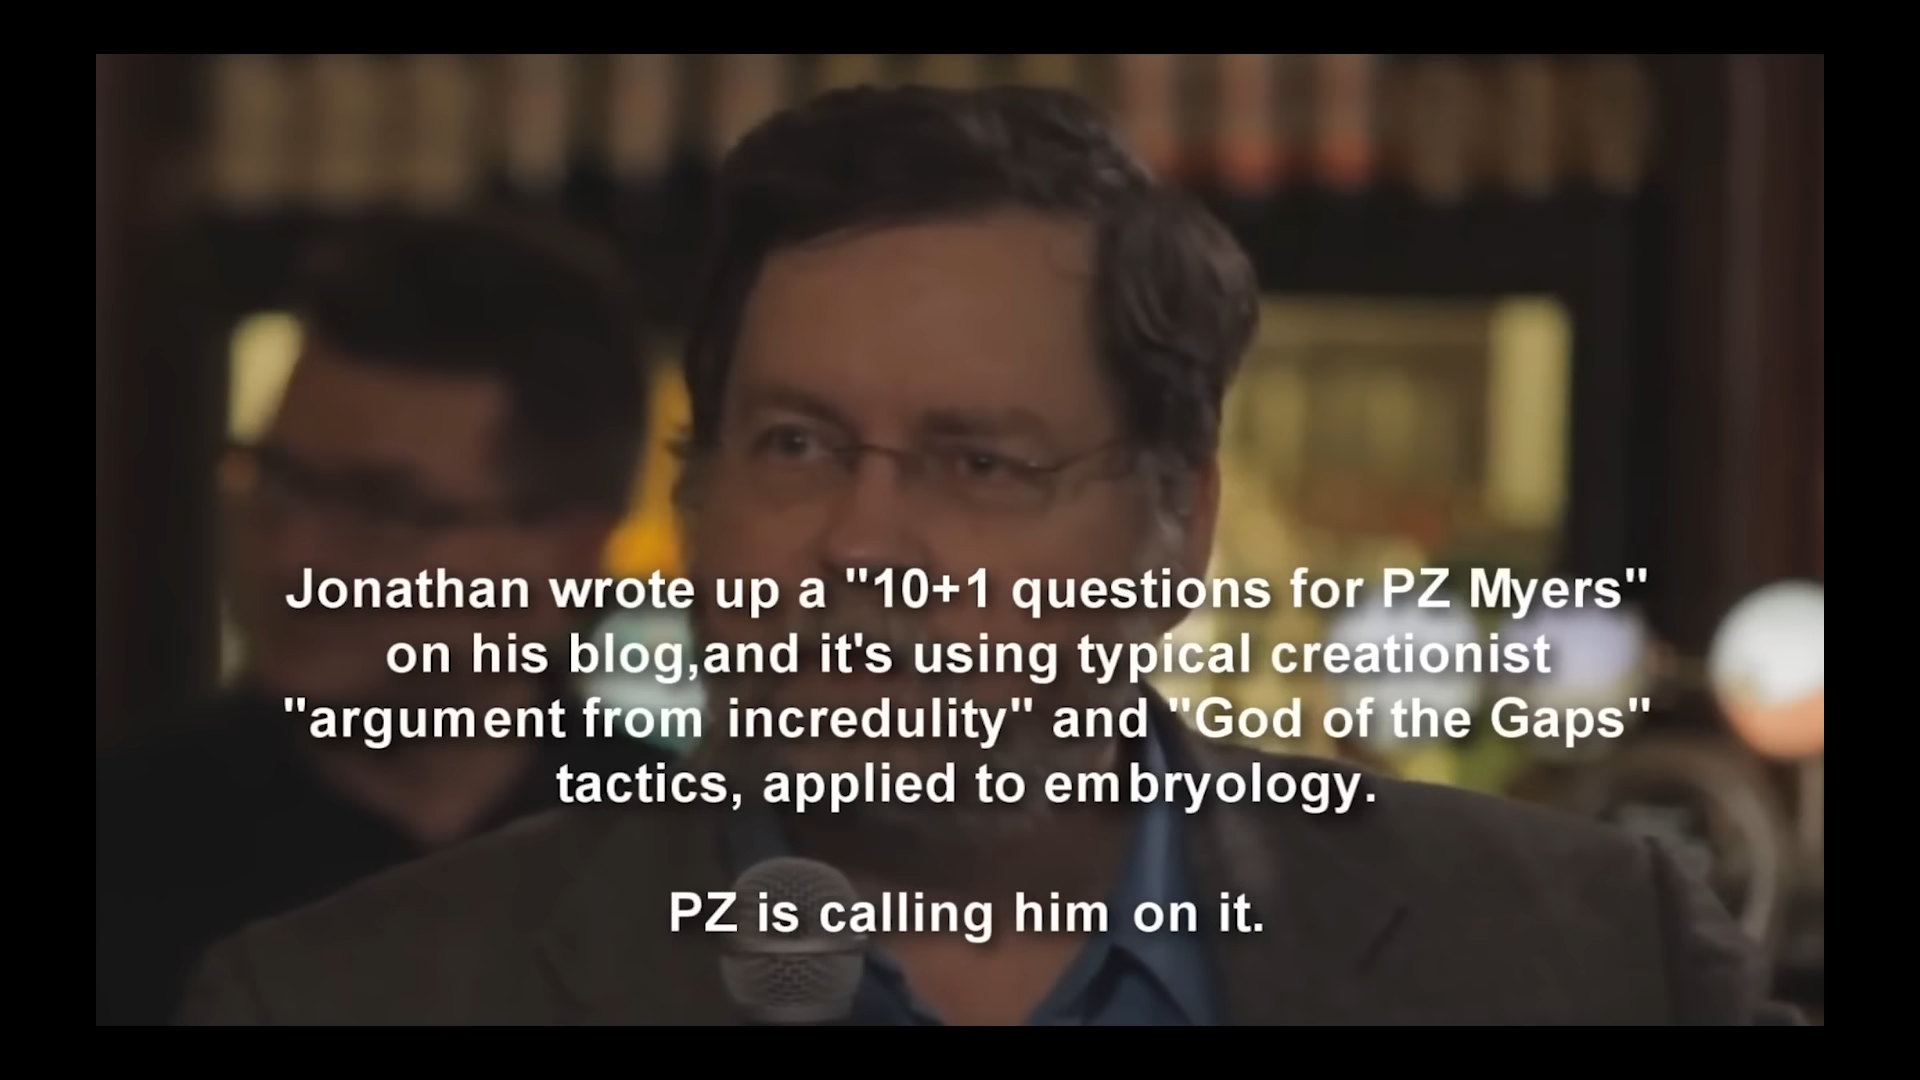 Jonathan wrote up a "10+1 questions for PZ Myers"
on his blog,and it's using typical creationist
"argument from incredulity" and "God of the Gaps"
tactics, applied to embryology.
PZ is calling him on it.